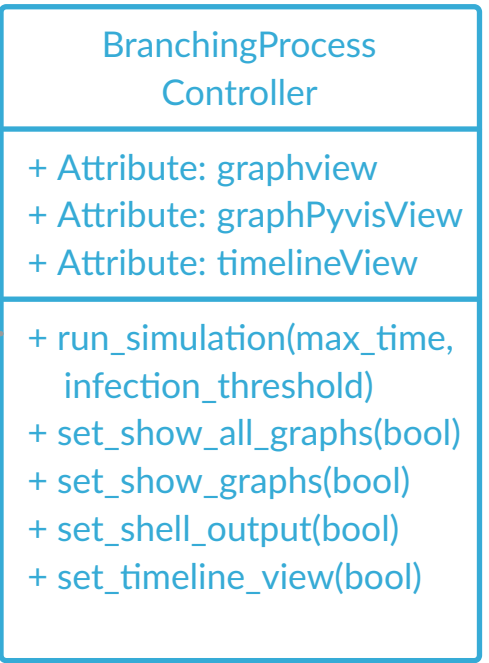 BranchingProcess
Controller
+ Attribute: graphview
+ Attribute: graphPyvisView
+ Attribute: timelineView
+ run_simulation(max_time,
infection_threshold)
+ set_show_all_graphs(bool)
+ set_show_graphs(bool)
+ set_shell_output(bool)
+ set_timeline_view(bool)